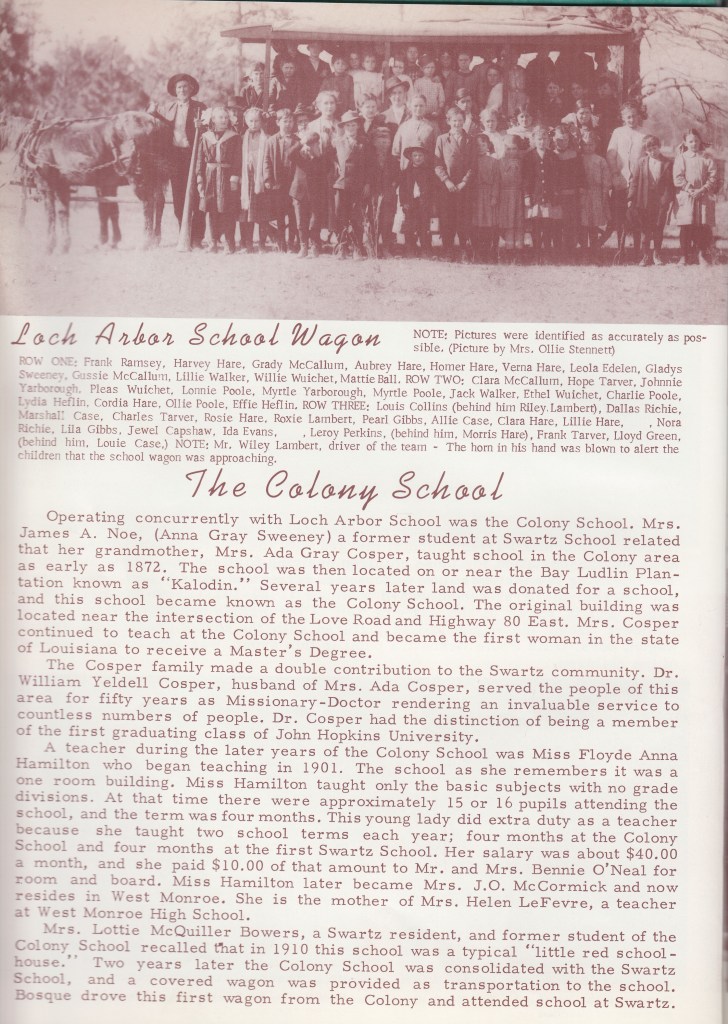 Loch Arbor School Wagon
NOTE: Pictures were identified as accurately as pos-
sible. (Picture by Mrs. Ollie Stennett)
ROW ONE: Frank Ramsey, Harvey Hare, Grady McCallum, Aubrey Hare, Homer Hare, Verna Hare, Leola Edelen, Gladys
Sweeney, Gussie McCallum, Lillie Walker, Willie Wuichet, Mattie Ball. ROW TWO: Clara McCallum, Hope Tarver, Johnnie
Yarborough, Pleas Wutchet, Lonnie Poole, Myrtle Yarborough, Myrtle Poole, Jack Walker, Ethel Wuichet, Charlie Poole,
Lydia Heflin, Cordia Hare, Ollie Poole, Effie Heflin. ROW THREE: Louis Collins (behind him Riley Lambert), Dallas Richie,
Marshall Case, Charles Tarver, Rosie Hare, Roxie Lambert, Pearl Gibbs, Allie Case, Clara Hare, Lillie Hare, , Nora
Richie, Lila Gibbs, Jewel Capshaw, Ida Evans, , Leroy Perkins, (behind him, Morris Hare), Frank Tarver, Lloyd Green,
(behind him, Louie Case,) NOTE: Mr. Wiley Lambert, driver of the team - The horn in his hand was blown to alert the
children that the school wagon was approaching.
The Colony School
Operating concurrently with Loch Arbor School was the Colony School. Mrs.
James A. Noe, (Anna Gray Sweeney) a former student at Swartz School related
that her grandmother, Mrs. Ada Gray Cosper, taught school in the Colony area
as early as 1872. The school was then located on or near the Bay Ludlin Plan-
tation known as "Kalodin." Several years later land was donated for a school,
and this school became known as the Colony School. The original building was
located near the intersection of the Love Road and Highway 80 East. Mrs. Cosper
continued to teach at the Colony School and became the first woman in the state
of Louisiana to receive a Master's Degree.
The Cosper family made a double contribution to the Swartz community. Dr.
William Yeldell Cosper, husband of Mrs. Ada Cosper, served the people of this
area for fifty years as Missionary-Doctor rendering an invaluable service to
countless numbers of people. Dr. Cosper had the distinction of being a member
of the first graduating class of John Hopkins University.
A teacher during the later years of the Colony School was Miss Floyde Anna
Hamilton who began teaching in 1901. The school as she remembers it was a
one room building. Miss Hamilton taught only the basic subjects with no grade
divisions. At that time there were approximately 15 or 16 pupils attending the
school, and the term was four months. This young lady did extra duty as a teacher
because she taught two school terms each year; four months at the Colony
School and four months at the first Swartz School. Her salary was about $40.00
a month, and she paid $10.00 of that amount to Mr. and Mrs. Bennie O'Neal for
room and board. Miss Hamilton later became Mrs. J.O. McCormick and now
resides in West Monroe. She is the mother of Mrs. Helen LeFevre, a teacher
at West Monroe High School.
Mrs. Lottie McQuiller Bowers, a Swartz resident, and former student of the
Colony School recalled that in 1910 this school was a typical "little red school-
house." Two years later the Colony School was consolidated with the Swartz
School, and a covered wagon was provided as transportation to the school.
Bosque drove this first wagon from the Colony and attended school at Swartz.